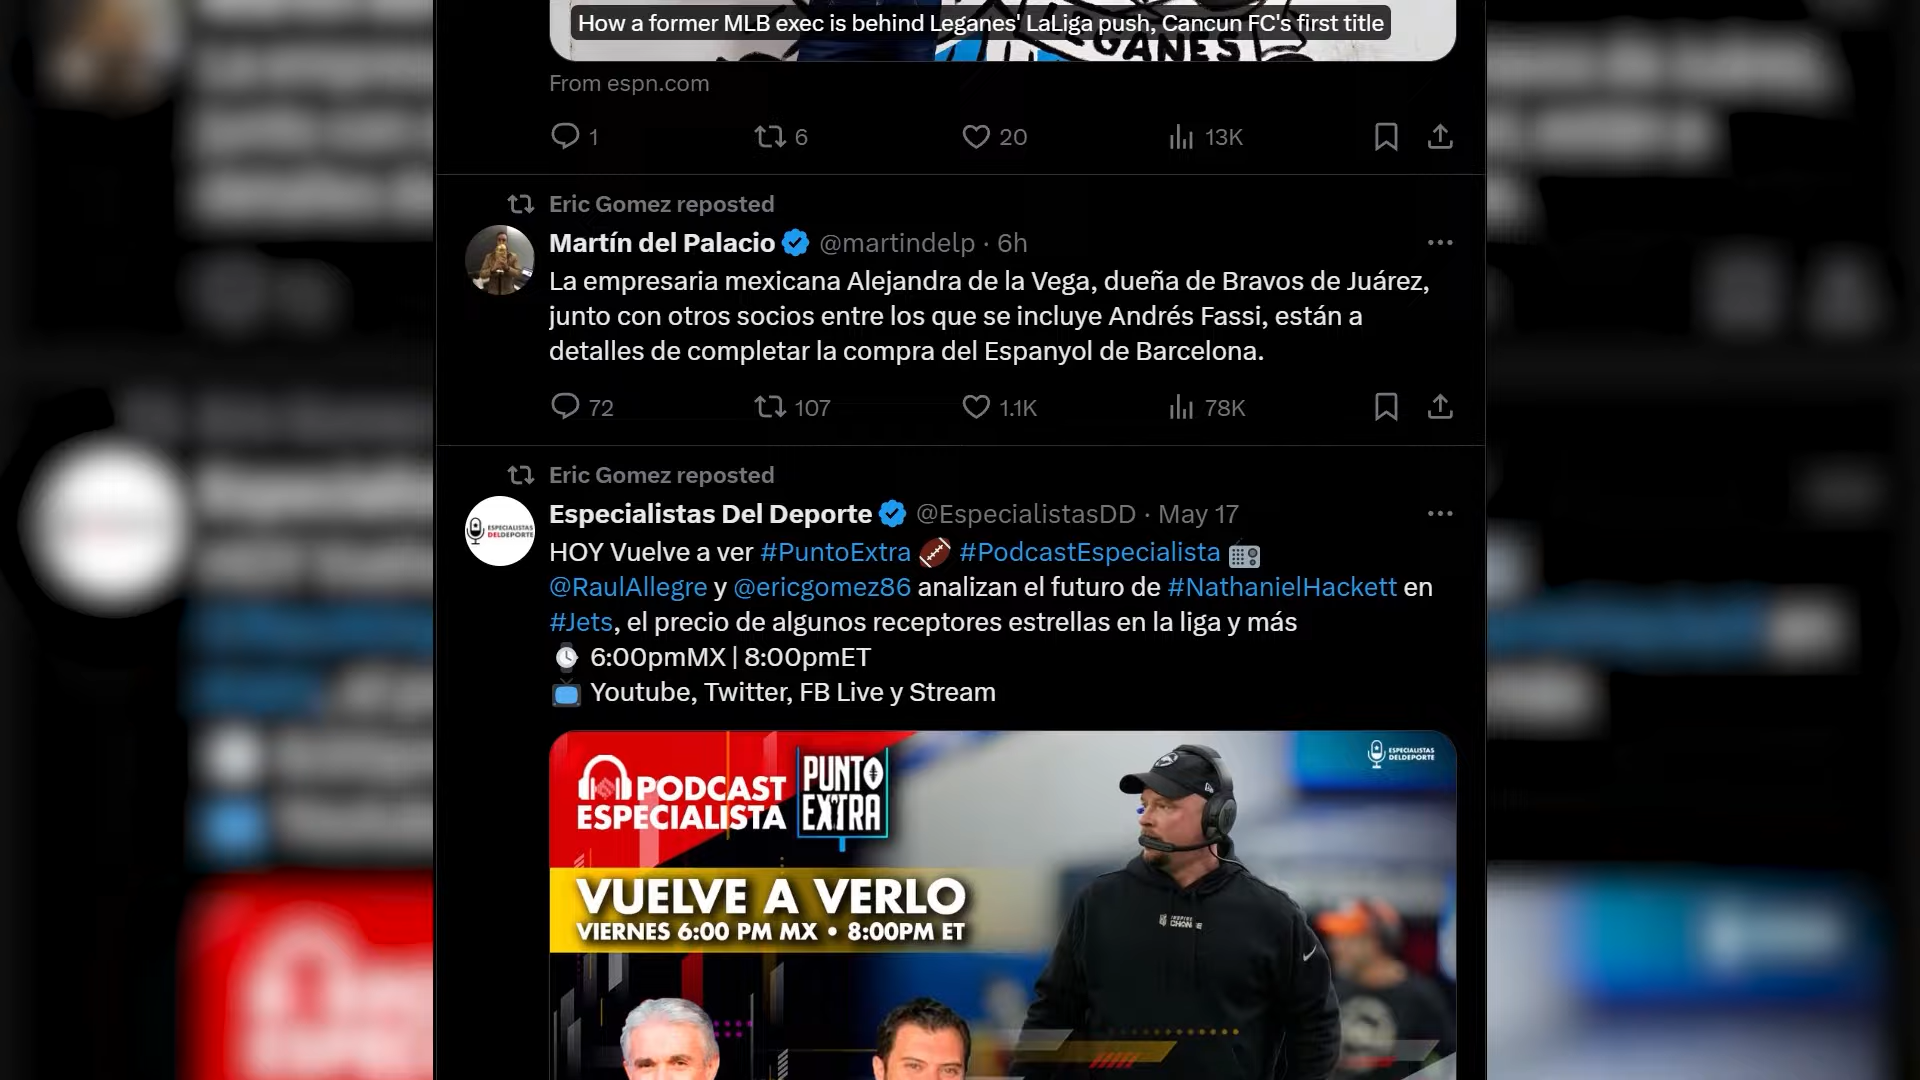 How a former MLB exec is behind Leganes' LaLiga push, Cancun FC's first title
GANES
From espn.com
1 6 20 13K
Eric Gomez reposted
Martín del Palacio @martindelp · 6h
La empresaria mexicana Alejandra de la Vega, dueña de Bravos de Juárez,
junto con otros socios entre los que se incluye Andrés Fassi, están a
detalles de completar la compra del Espanyol de Barcelona.
72 107 1.1K 78K
Eric Gomez reposted
ESPECIALISTAS
DELDEPORTE
Especialistas Del Deporte @EspecialistasDD · May 17
HOY Vuelve a ver #PuntoExtra 🏈 #PodcastEspecialista 📻
@RaulAllegre y @ericgomez86 analizan el futuro de #NathanielHackett en
#Jets, el precio de algunos receptores estrellas en la liga y más
⌚ 6:00pmMX | 8:00pmET
📺 Youtube, Twitter, FB Live y Stream
PODCAST
ESPECIALISTA
PUNTO
EXTRA
ESPECIALISTAS
DELDEPORTE
VUELVE A VERLO
VIERNES 6:00 PM MX • 8:00PM ET